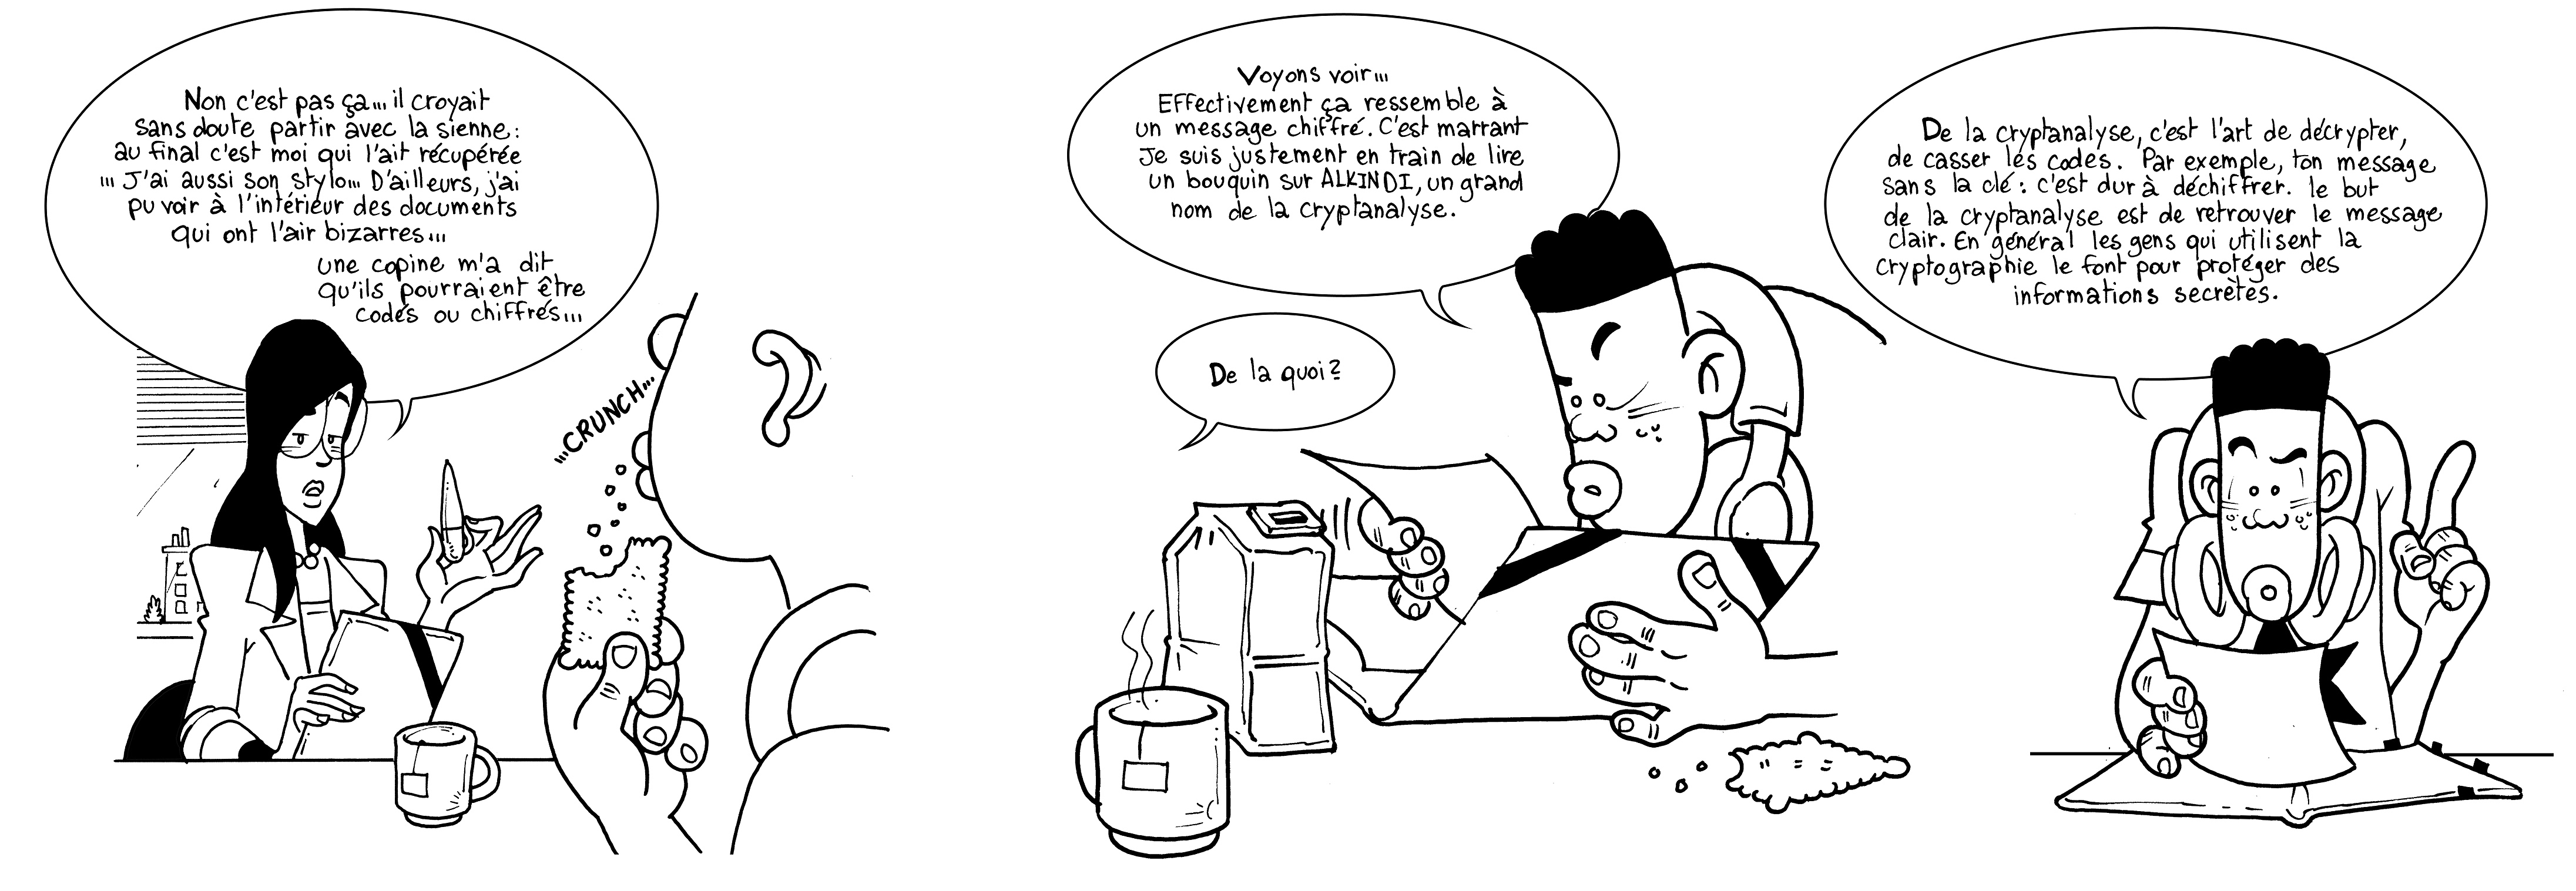 Non c'est pas ça... il croyait
sans doute partir avec la sienne:
au final c'est moi qui l'ait récupérée
... J'ai aussi son stylo... D'ailleurs, j'ai
pu voir à l'intérieur des documents
qui ont l'air bizarres...
une copine m'a dit
qu'ils pourraient être
codés ou chiffrés...
...CRUNCH...
Voyons voir...
Effectivement ça ressemble à
un message chiffré. C'est marrant
Je suis justement en train de lire
un bouquin sur ALKINDI, un grand
nom de la cryptanalyse.
De la quoi?
De la cryptanalyse, c'est l'art de décrypter,
de casser les codes. Par exemple, ton message
sans la clé: c'est dur à déchiffrer. le but
de la cryptanalyse est de retrouver le message
clair. En général les gens qui utilisent la
cryptographie le font pour protéger des
informations secrètes.